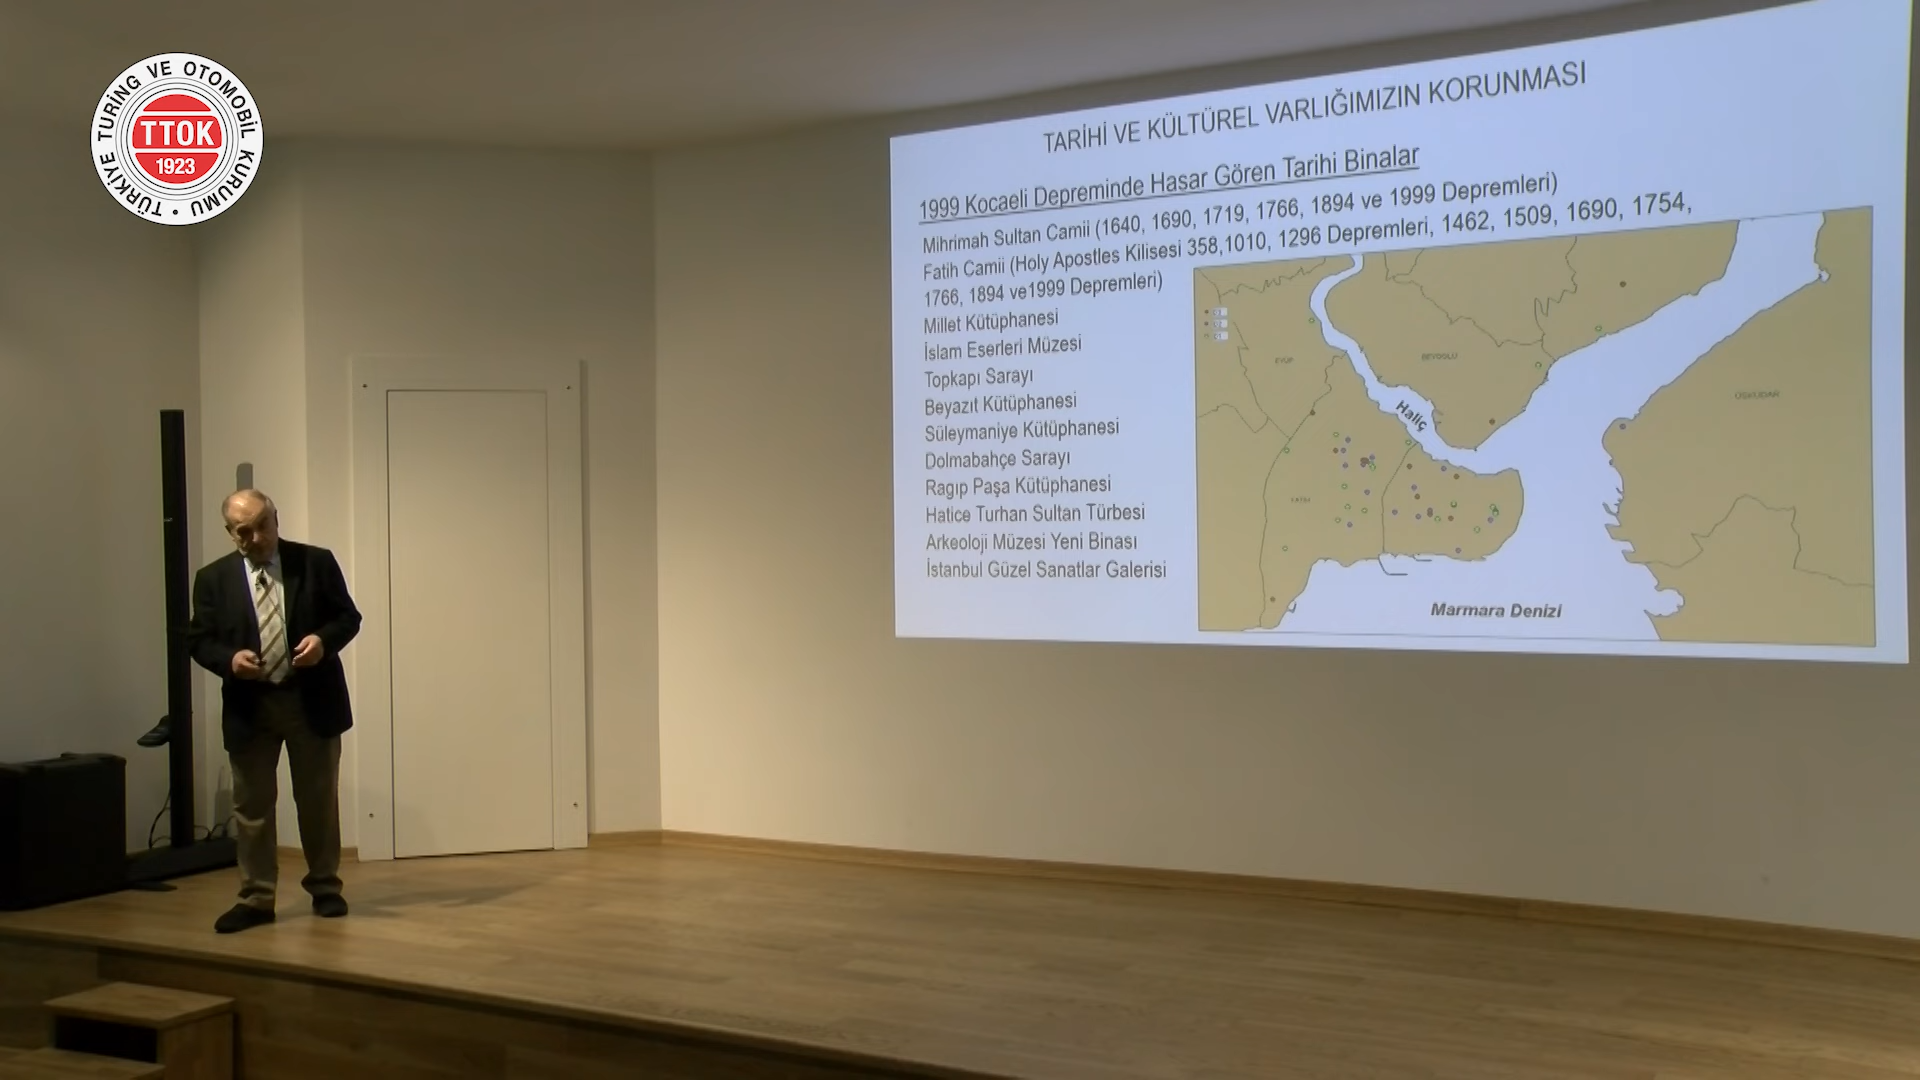 TÜRKİYE TURİNG VE OTOMOBİL KURUMU •
TTOK
1923
TARİHİ VE KÜLTÜREL VARLIĞIMIZIN KORUNMASI
1999 Kocaeli Depreminde Hasar Gören Tarihi Binalar
Mihrimah Sultan Camii (1640, 1690, 1719, 1766, 1894 ve 1999 Depremleri)
Fatih Camii (Holy Apostles Kilisesi 358,1010, 1296 Depremleri, 1462, 1509, 1690, 1754,
1766, 1894 ve1999 Depremleri)
Millet Kütüphanesi
İslam Eserleri Müzesi
Topkapı Sarayı
Beyazıt Kütüphanesi
Süleymaniye Kütüphanesi
Dolmabahçe Sarayı
Ragıp Paşa Kütüphanesi
Hatice Turhan Sultan Türbesi
Arkeoloji Müzesi Yeni Binası
İstanbul Güzel Sanatlar Galerisi
EYUP
BEYOGLU
USKUDAR
Haliç
FATIH
Marmara Denizi